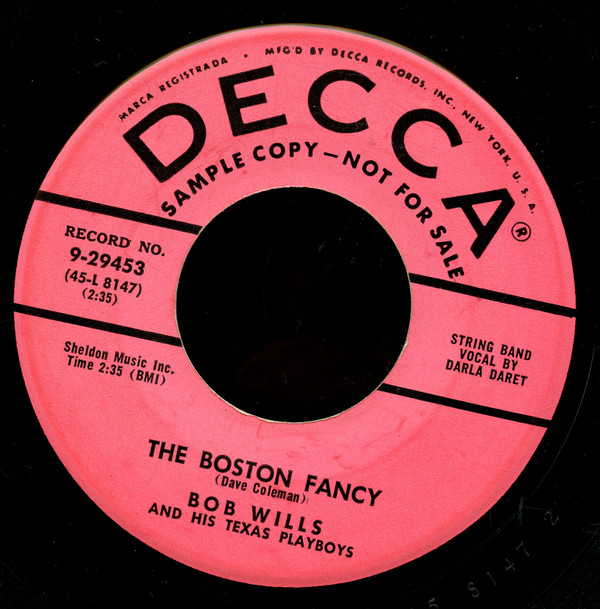 MARCA REGISTRADA • MFG'D BY DECCA RECORDS, INC., NEW YORK, U. S. A.
DECCA®
SAMPLE COPY—NOT FOR SALE
RECORD NO.
9-29453
(45-L 8147)
(2:35)
Sheldon Music Inc.
Time 2:35 (BMI)
STRING BAND
VOCAL BY
DARLA DARET
THE BOSTON FANCY
(Dave Coleman)
BOB WILLS
AND HIS TEXAS PLAYBOYS
8147 2